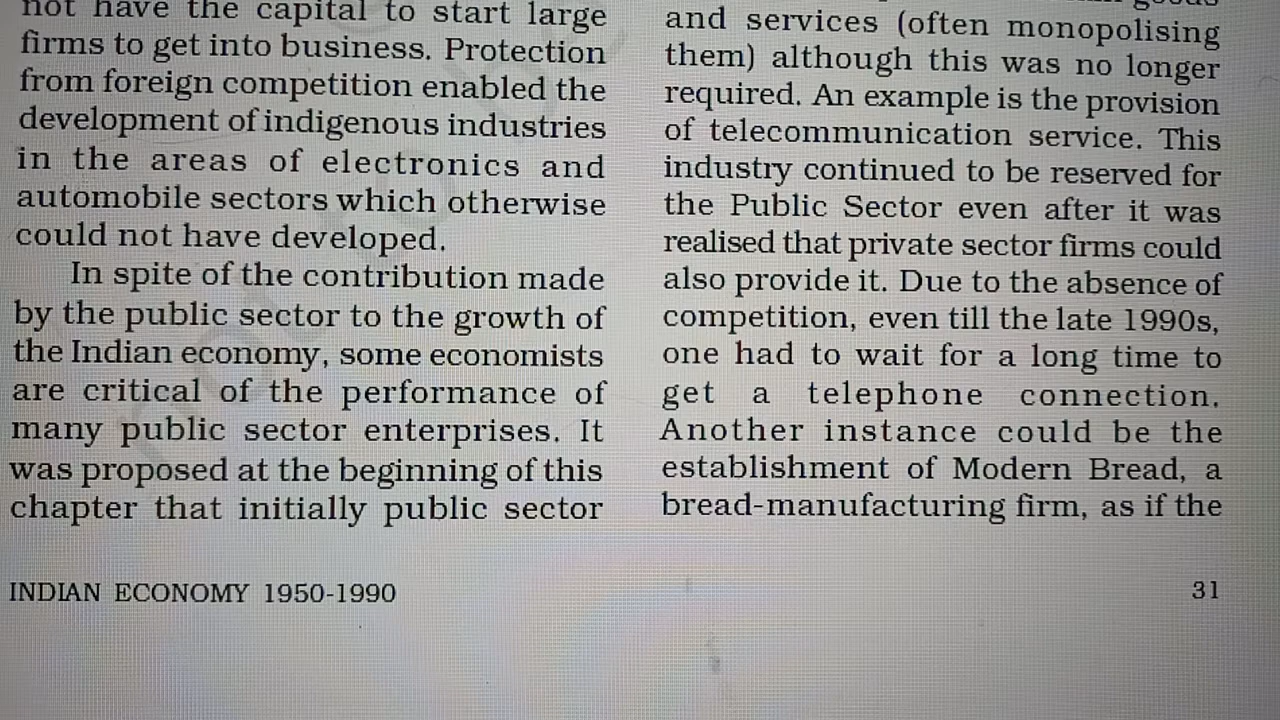 not have the capital to start large
firms to get into business. Protection
from foreign competition enabled the
development of indigenous industries
in the areas of electronics and
automobile sectors which otherwise
could not have developed.
In spite of the contribution made
by the public sector to the growth of
the Indian economy, some economists
are critical of the performance of
many public sector enterprises. It
was proposed at the beginning of this
chapter that initially public sector
and services (often monopolising
them) although this was no longer
required. An example is the provision
of telecommunication service. This
industry continued to be reserved for
the Public Sector even after it was
realised that private sector firms could
also provide it. Due to the absence of
competition, even till the late 1990s,
one had to wait for a long time to
get a telephone connection.
Another instance could be the
establishment of Modern Bread, a
bread-manufacturing firm, as if the
INDIAN ECONOMY 1950-1990
31